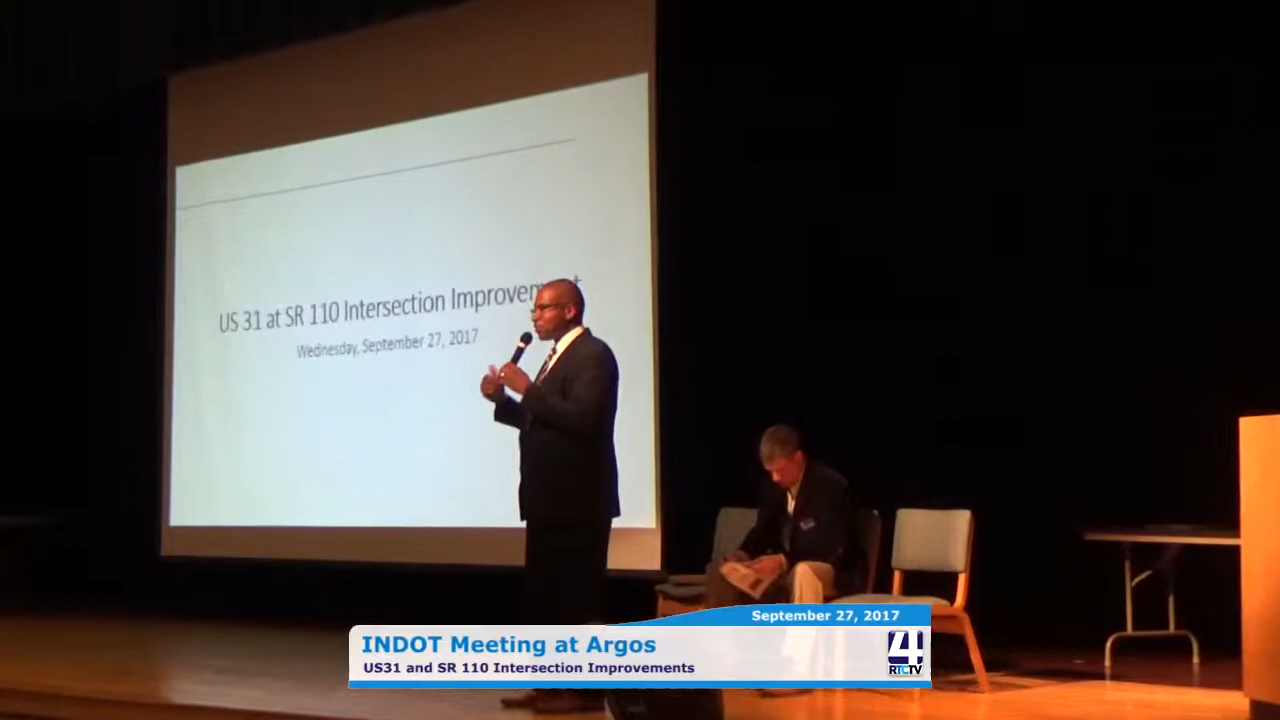 US 31 at SR 110 Intersection Improvement
Wednesday, September 27, 2017
September 27, 2017
INDOT Meeting at Argos
US31 and SR 110 Intersection Improvements
4
RTCTV